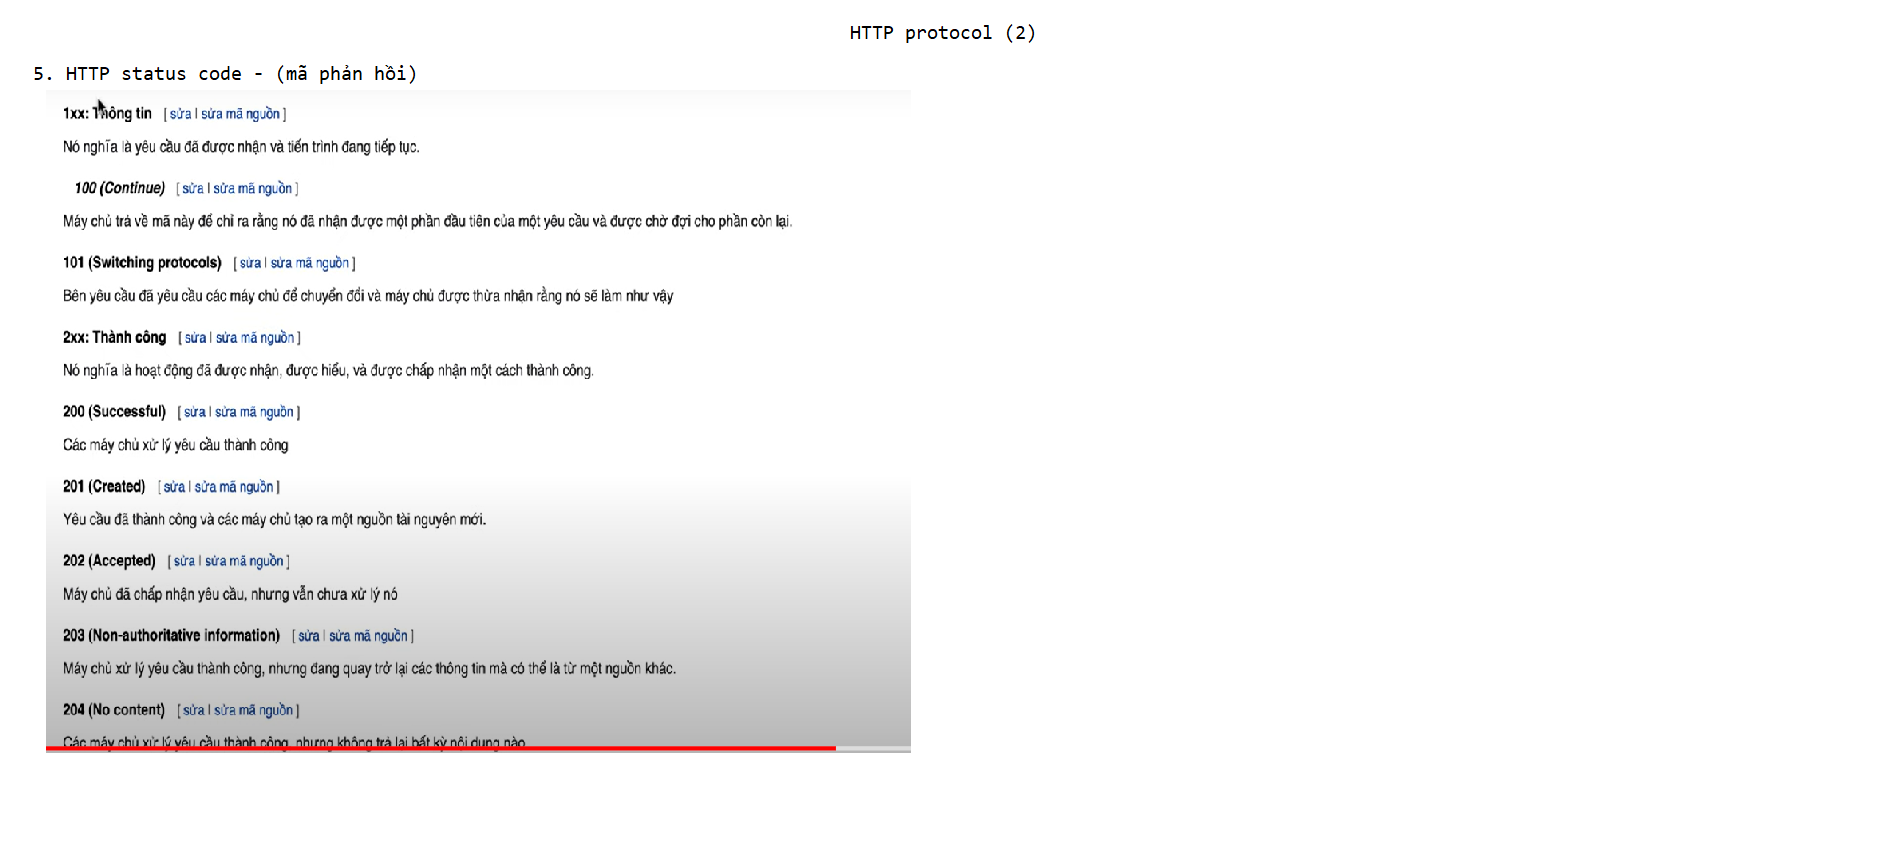 HTTP protocol (2)
5. HTTP status code - (mã phản hồi)
1xx: Thông tin [ sửa | sửa mã nguồn ]
Nó nghĩa là yêu cầu đã được nhận và tiến trình đang tiếp tục.
100 (Continue) [ sửa | sửa mã nguồn ]
Máy chủ trả về mã này để chỉ ra rằng nó đã nhận được một phần đầu tiên của một yêu cầu và được chờ đợi cho phần còn lại.
101 (Switching protocols) [ sửa | sửa mã nguồn ]
Bên yêu cầu đã yêu cầu các máy chủ để chuyển đổi và máy chủ được thừa nhận rằng nó sẽ làm như vậy
2xx: Thành công [ sửa | sửa mã nguồn ]
Nó nghĩa là hoạt động đã được nhận, được hiểu, và được chấp nhận một cách thành công.
200 (Successful) [ sửa | sửa mã nguồn ]
Các máy chủ xử lý yêu cầu thành công
201 (Created) [ sửa | sửa mã nguồn ]
Yêu cầu đã thành công và các máy chủ tạo ra một nguồn tài nguyên mới.
202 (Accepted) [ sửa | sửa mã nguồn ]
Máy chủ đã chấp nhận yêu cầu, nhưng vẫn chưa xử lý nó
203 (Non-authoritative information) [ sửa | sửa mã nguồn ]
Máy chủ xử lý yêu cầu thành công, nhưng đang quay trở lại các thông tin mà có thể là từ một nguồn khác.
204 (No content) [ sửa | sửa mã nguồn ]
Các máy chủ xử lý yêu cầu thành công, nhưng không trả lại bất kỳ nội dung nào